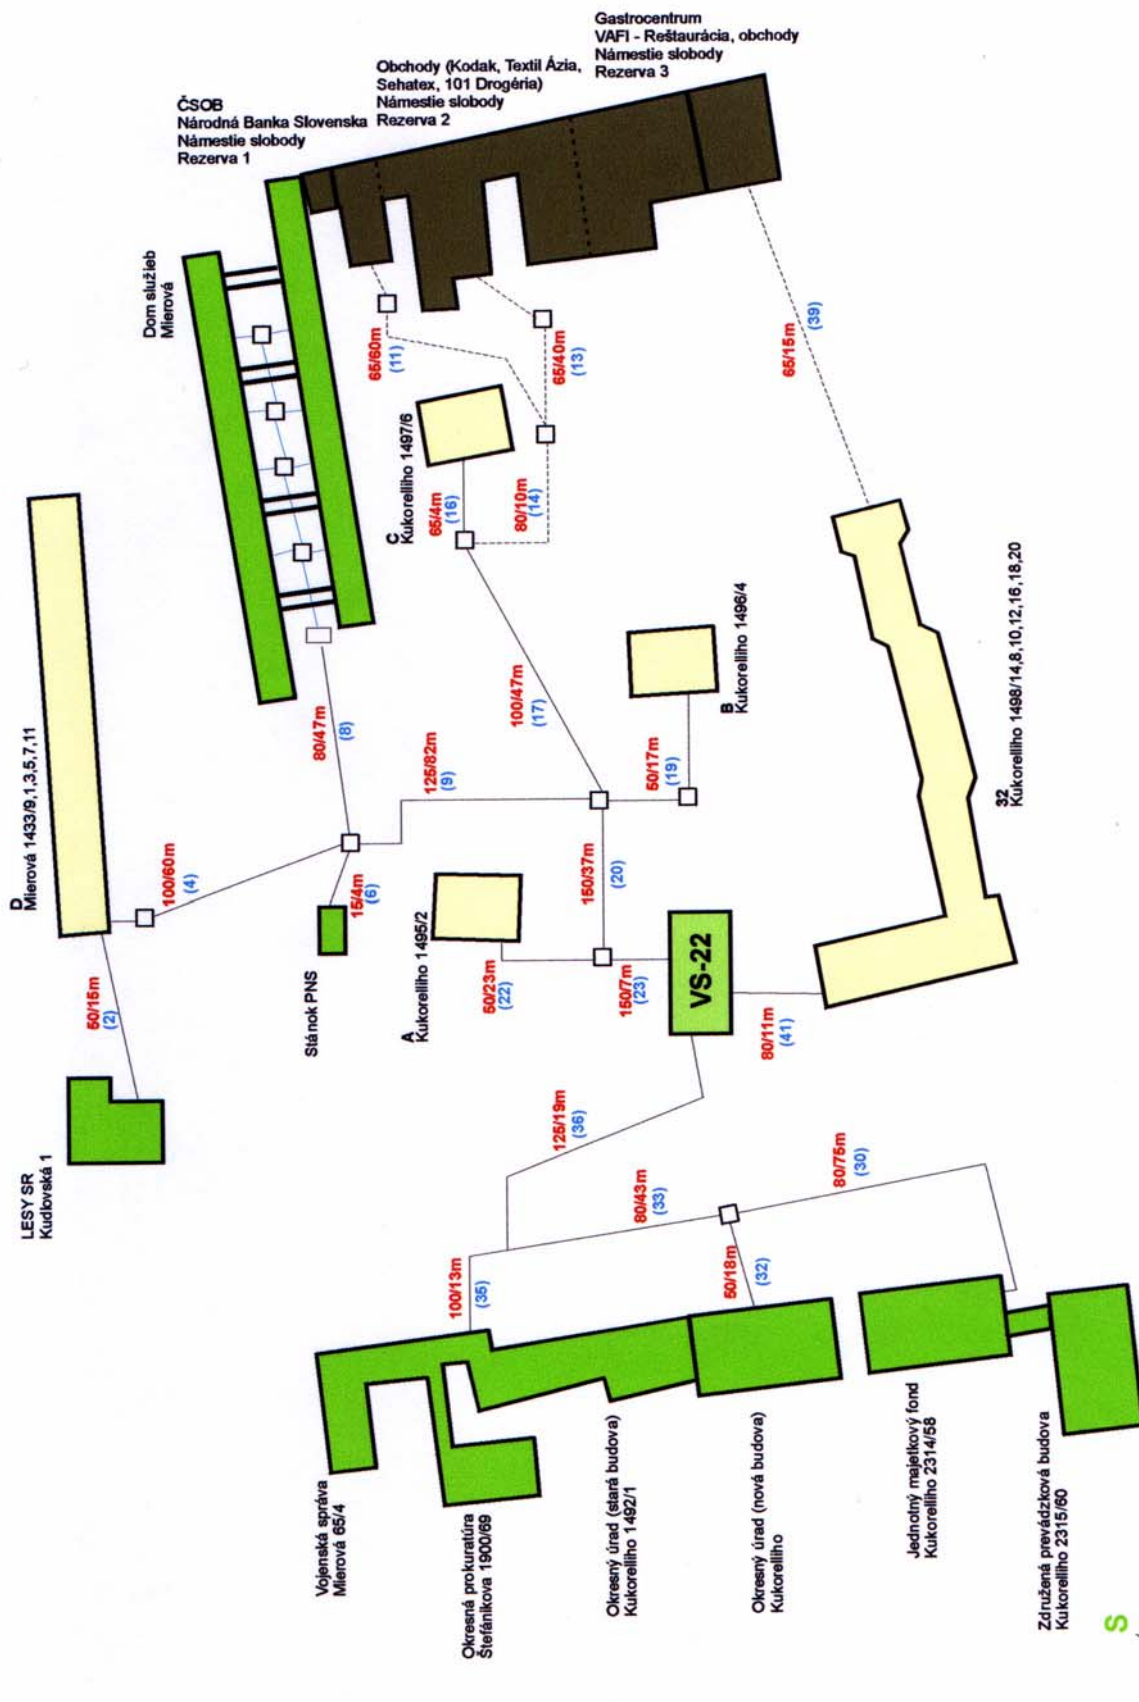 Gastrocentrum
VAFI - Reštaurácia, obchody
Námestie slobody
Rezerva 3
Obchody (Kodak, Textil Ázia,
Sehatex, 101 Drogéria)
Námestie slobody
Rezerva 2
ČSOB
Národná Banka Slovenska
Námestie slobody
Rezerva 1
Dom služieb
Mierová
D
Mierová 1433/9,1,3,5,7,11
LESY SR
Kudlovská 1
50/15m
(2)
100/60m
(4)
Stánok PNS
15/4m
(6)
80/47m
(8)
125/82m
(9)
65/60m
(11)
65/40m
(13)
80/10m
(14)
65/4m
(16)
C
Kukorelliho 1497/6
100/47m
(17)
50/17m
(19)
B
Kukorelliho 1496/4
150/37m
(20)
A
Kukorelliho 1495/2
50/23m
(22)
150/7m
(23)
VS-22
65/15m
(39)
80/11m
(41)
32
Kukorelliho 1498/14,8,10,12,16,18,20
125/19m
(36)
100/13m
(35)
80/43m
(33)
50/18m
(32)
80/75m
(30)
Vojenská správa
Mierová 65/4
Okresná prokuratúra
Štefánikova 1900/69
Okresný úrad (stará budova)
Kukorelliho 1492/1
Okresný úrad (nová budova)
Kukorelliho
Jednotný majetkový fond
Kukorelliho 2314/58
Združená prevádzková budova
Kukorelliho 2315/60
S